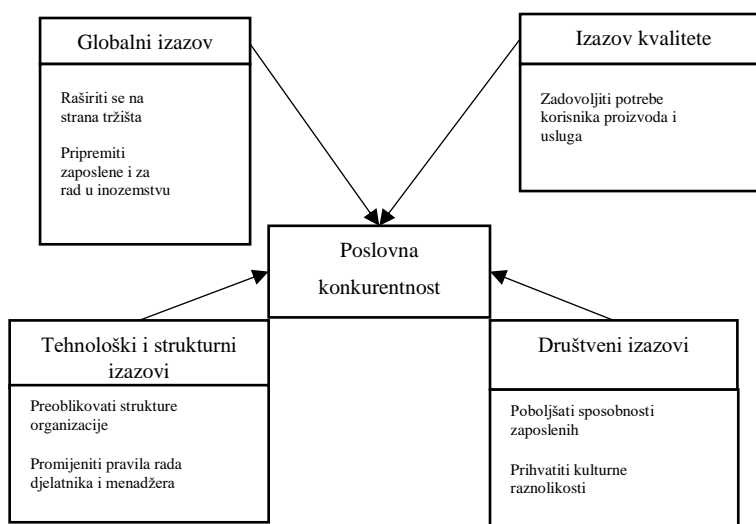 Globalni izazov
Raširiti se na
strana tržišta
Pripremiti
zaposlene i za
rad u inozemstvu
Izazov kvalitete
Zadovoljiti potrebe
korisnika proizvoda i
usluga
Poslovna
konkurentnost
Tehnološki i strukturni
izazovi
Preoblikovati strukture
organizacije
Promijeniti pravila rada
djelatnika i menadžera
Društveni izazovi
Poboljšati sposobnosti
zaposlenih
Prihvatiti kulturne
raznolikosti